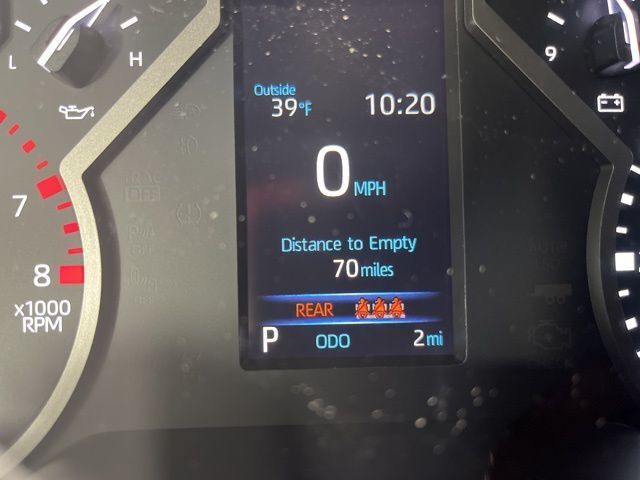 L
H
7
8
x1000
RPM
Outside
39°F
10:20
0 MPH
Distance to Empty
70 miles
REAR
P ODO 2 mi
9